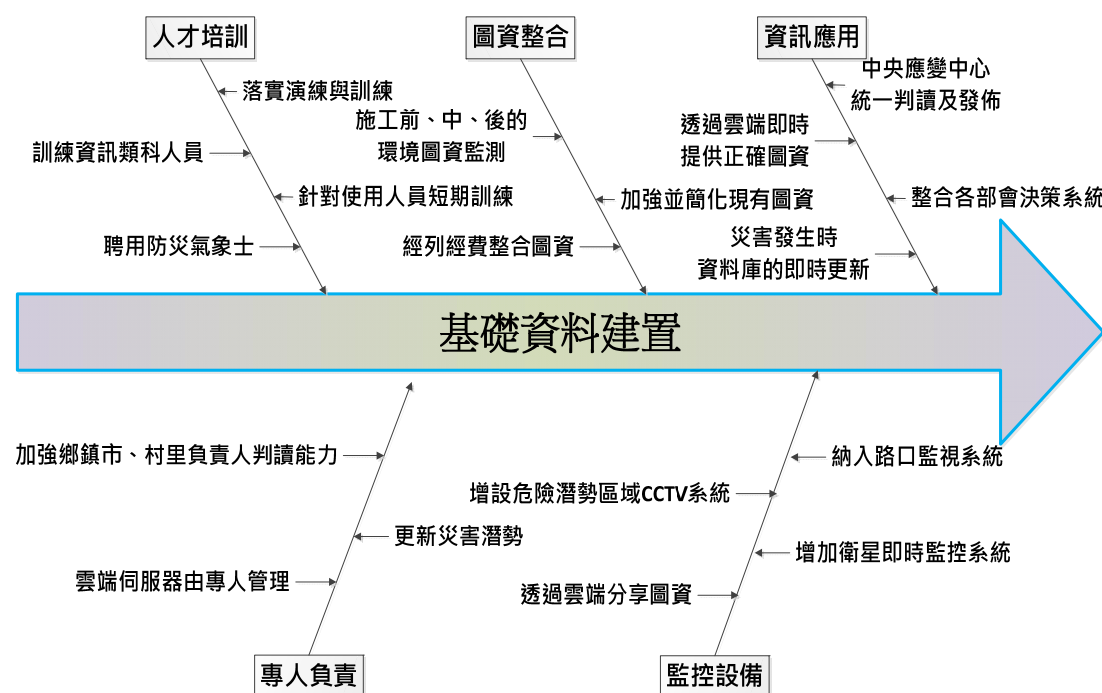 人才培訓
落實演練與訓練
訓練資訊類科人員
針對使用人員短期訓練
聘用防災氣象士
圖資整合
施工前、中、後的
環境圖資監測
加強並簡化現有圖資
經列經費整合圖資
資訊應用
中央應變中心
統一判讀及發佈
透過雲端即時
提供正確圖資
整合各部會決策系統
災害發生時
資料庫的即時更新
基礎資料建置
加強鄉鎮市、村里負責人判讀能力
更新災害潛勢
雲端伺服器由專人管理
專人負責
納入路口監視系統
增設危險潛勢區域CCTV系統
增加衛星即時監控系統
透過雲端分享圖資
監控設備